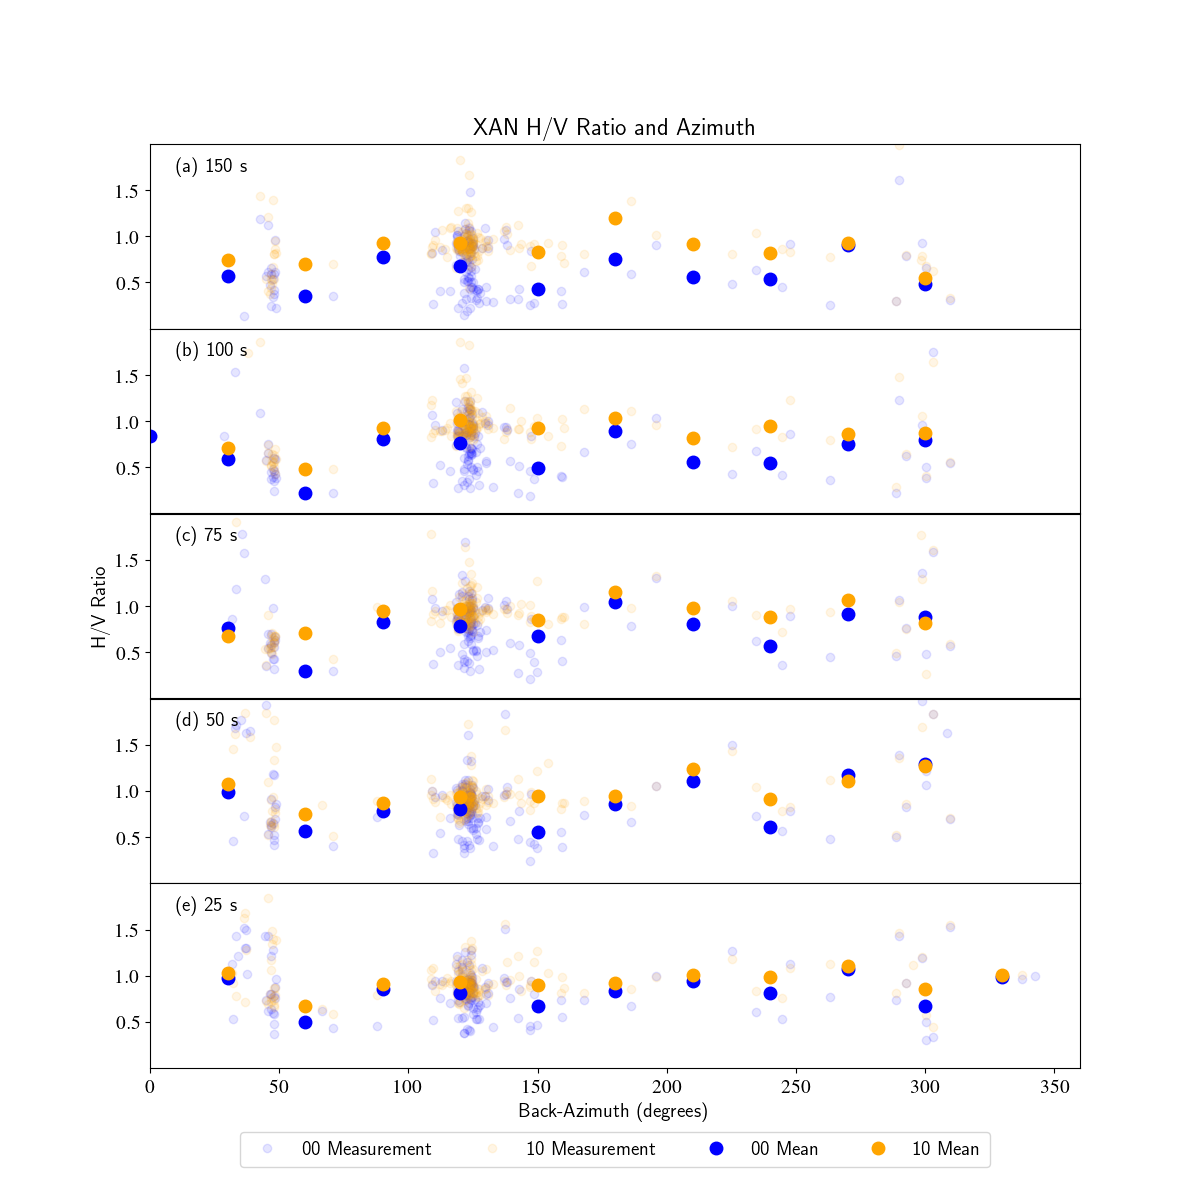 XAN H/V Ratio and Azimuth
(a) 150 s
1.5
1.0
0.5
(b) 100 s
1.5
1.0
0.5
(c) 75 s
1.5
1.0
0.5
H/V Ratio
(d) 50 s
1.5
1.0
0.5
(e) 25 s
1.5
1.0
0.5
0 50 100 150 200 250 300 350
Back-Azimuth (degrees)
00 Measurement 10 Measurement 00 Mean 10 Mean